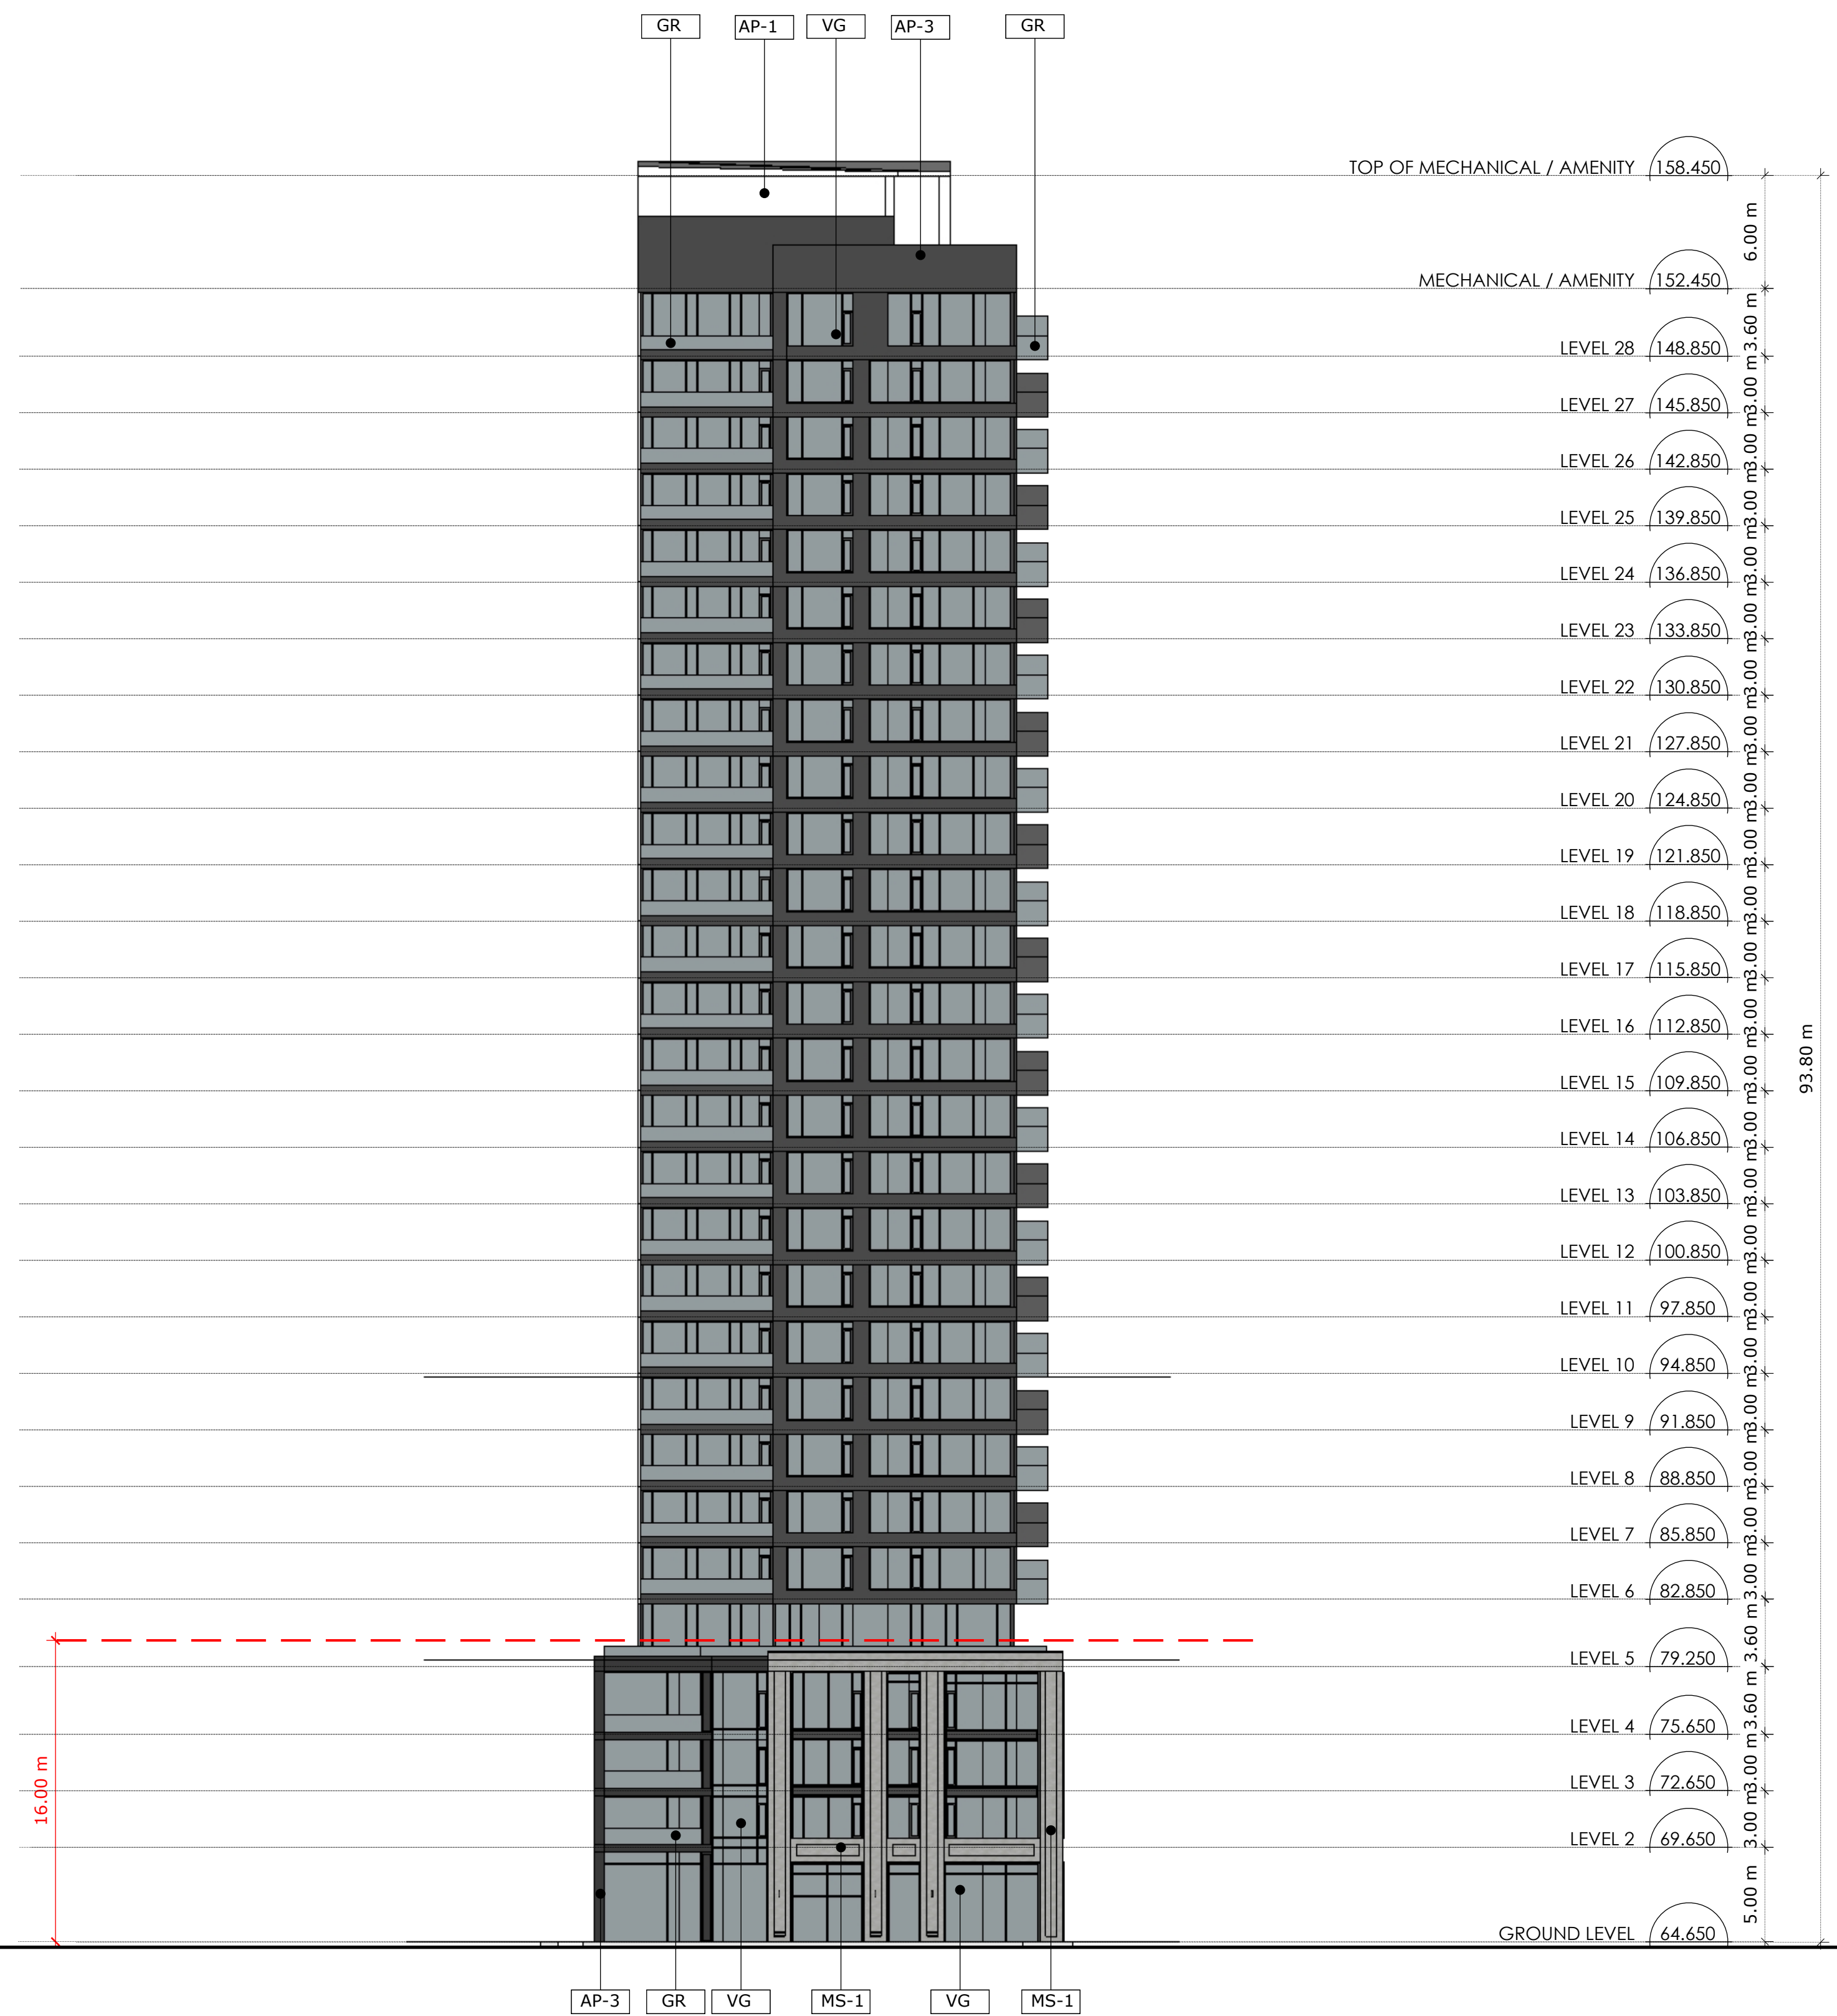 GR AP-1 VG AP-3 GR
TOP OF MECHANICAL / AMENITY 158.450
6.00 m
MECHANICAL / AMENITY 152.450
3.60 m
LEVEL 28 148.850
3.00 m
LEVEL 27 145.850
3.00 m
LEVEL 26 142.850
3.00 m
LEVEL 25 139.850
3.00 m
LEVEL 24 136.850
3.00 m
LEVEL 23 133.850
3.00 m
LEVEL 22 130.850
3.00 m
LEVEL 21 127.850
3.00 m
LEVEL 20 124.850
3.00 m
LEVEL 19 121.850
3.00 m
LEVEL 18 118.850
3.00 m
LEVEL 17 115.850
3.00 m
LEVEL 16 112.850
3.00 m
93.80 m
LEVEL 15 109.850
3.00 m
LEVEL 14 106.850
3.00 m
LEVEL 13 103.850
3.00 m
LEVEL 12 100.850
3.00 m
LEVEL 11 97.850
3.00 m
LEVEL 10 94.850
3.00 m
LEVEL 9 91.850
3.00 m
LEVEL 8 88.850
3.00 m
LEVEL 7 85.850
3.00 m
LEVEL 6 82.850
3.60 m
LEVEL 5 79.250
3.60 m
LEVEL 4 75.650
3.00 m
LEVEL 3 72.650
3.00 m
16.00 m
LEVEL 2 69.650
5.00 m
GROUND LEVEL 64.650
AP-3 GR VG MS-1 VG MS-1